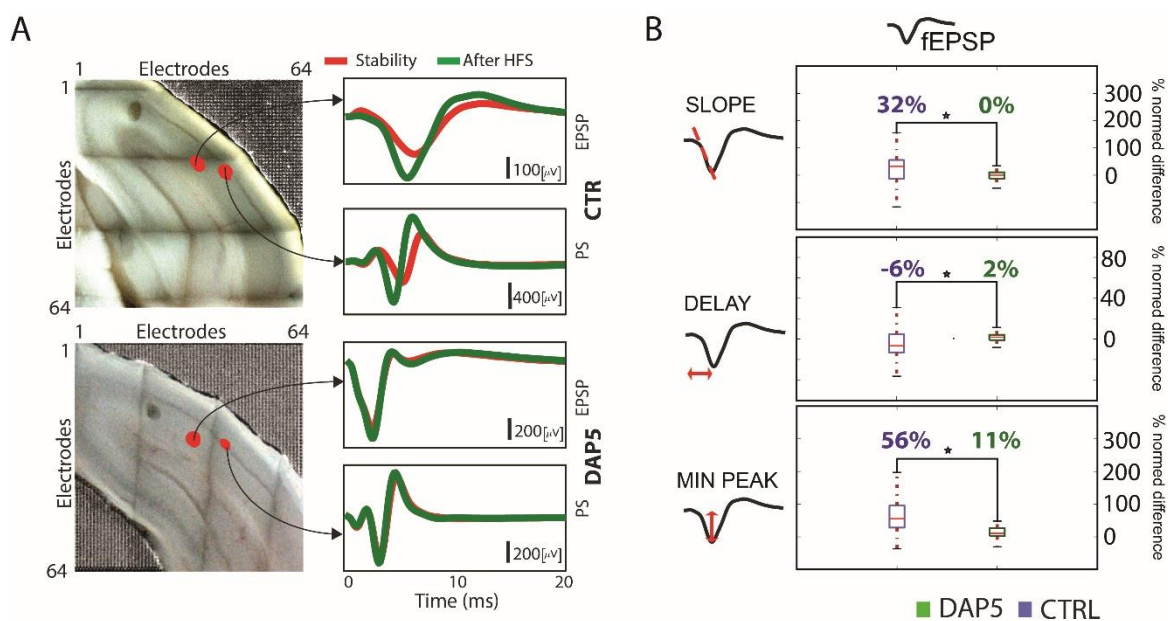 A
1 Electrodes 64
1
Electrodes
64
Stability After HFS
EPSP
100[μV]
PS
400[μV]
CTR
1 Electrodes 64
1
Electrodes
64
EPSP
200[μV]
PS
200[μV]
DAP5
0 10 20
Time (ms)
B
fEPSP
SLOPE
32% * 0%
300
200
100
0
% normed difference
DELAY
-6% * 2%
80
40
0
% normed difference
MIN PEAK
56% * 11%
300
200
100
0
% normed difference
DAP5 CTRL